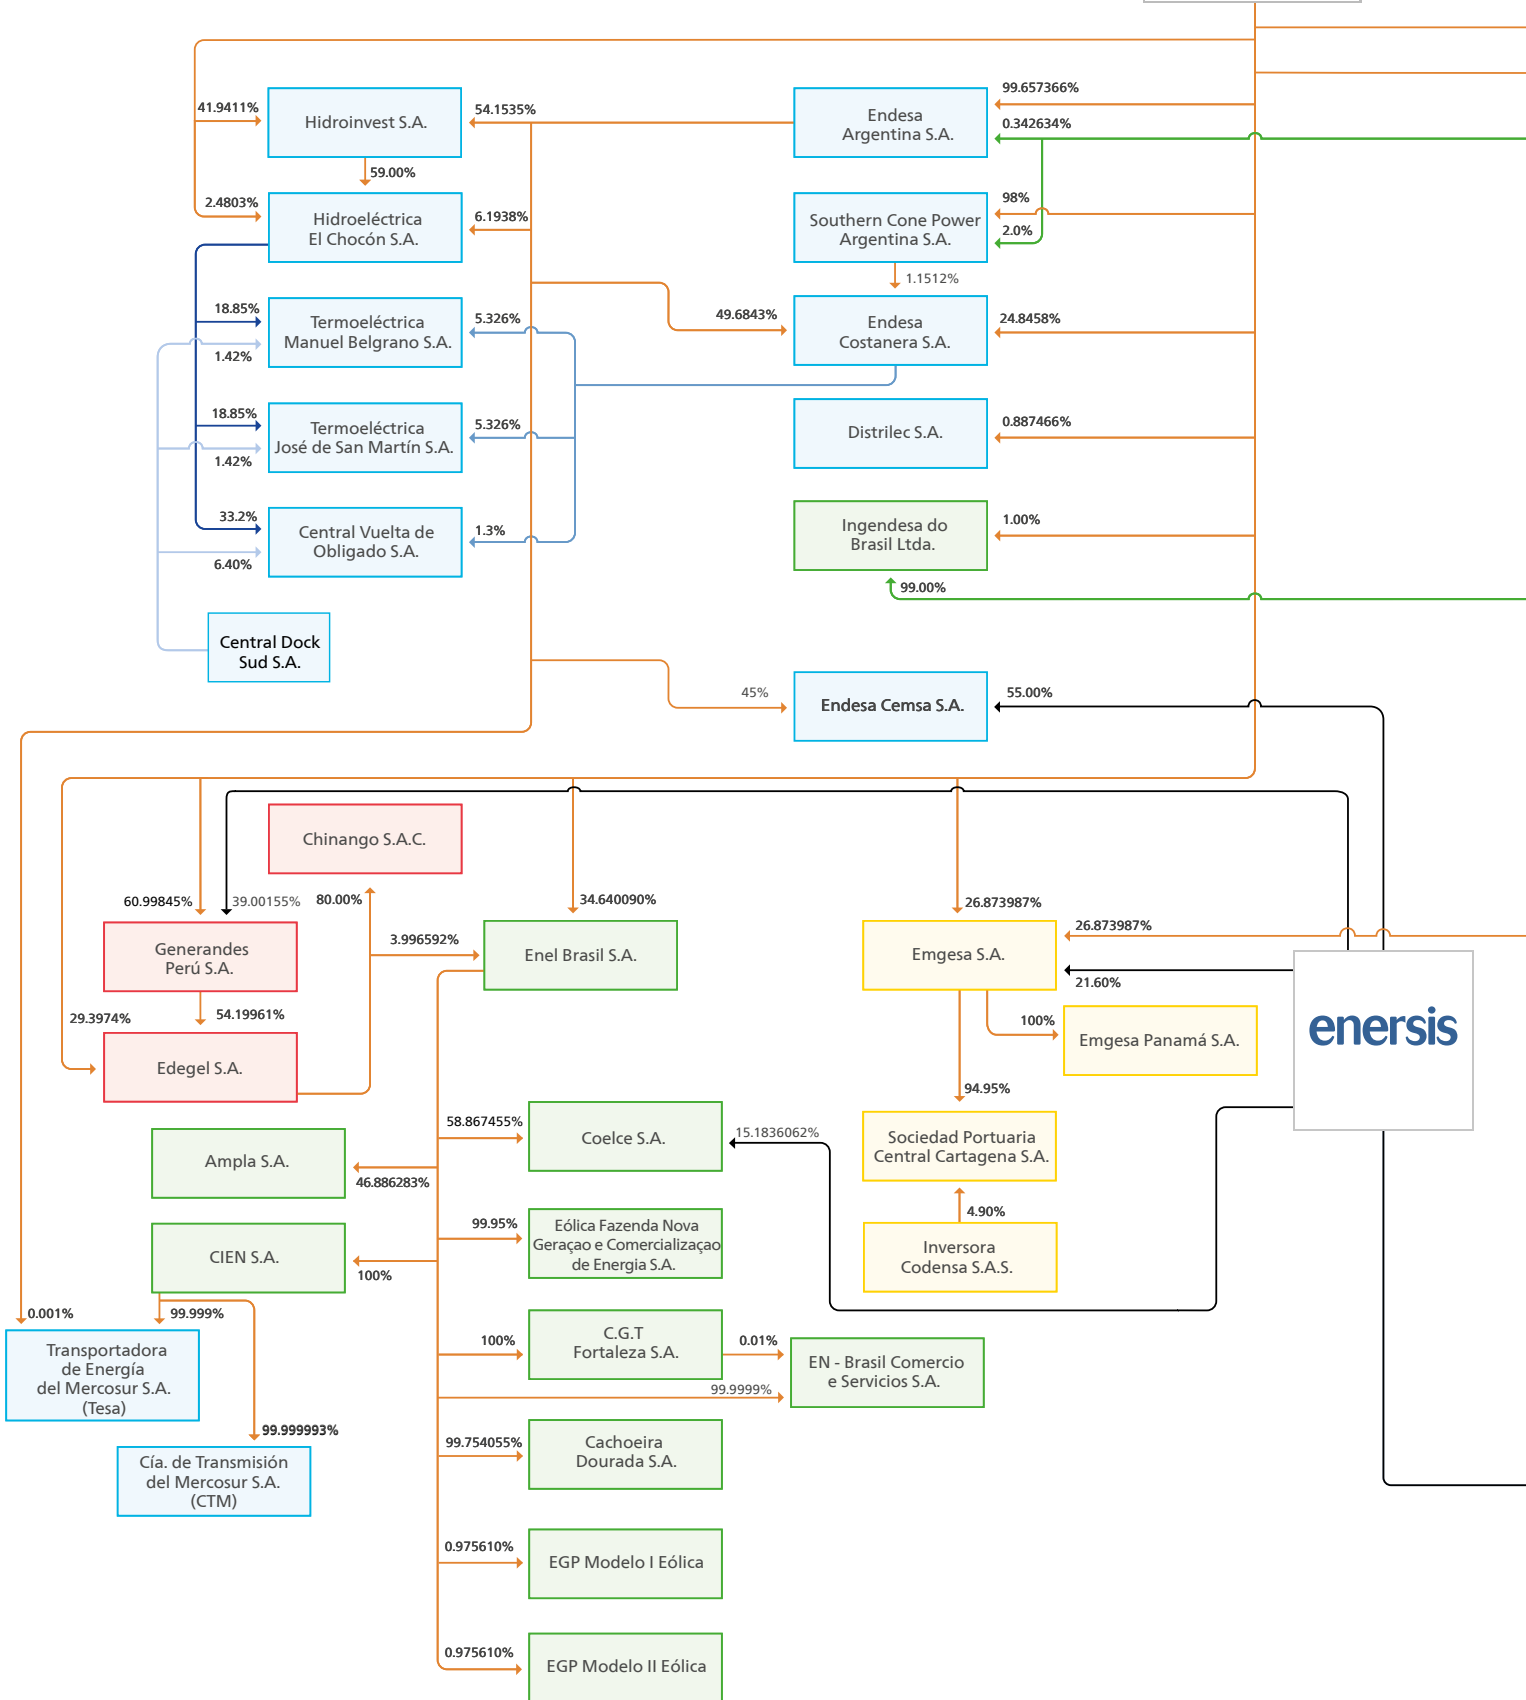 99.657366%
41.9411%
Hidroinvest S.A.
54.1535%
Endesa
Argentina S.A.
0.342634%
59.00%
98%
2.4803%
Hidroeléctrica
El Chocón S.A.
6.1938%
Southern Cone Power
Argentina S.A.
2.0%
1.1512%
18.85%
Termoeléctrica
Manuel Belgrano S.A.
5.326%
49.6843%
Endesa
Costanera S.A.
24.8458%
1.42%
18.85%
Termoeléctrica
José de San Martín S.A.
5.326%
Distrilec S.A.
0.887466%
1.42%
33.2%
Central Vuelta de
Obligado S.A.
1.3%
Ingendesa do
Brasil Ltda.
1.00%
6.40%
99.00%
Central Dock
Sud S.A.
45%
Endesa Cemsa S.A.
55.00%
Chinango S.A.C.
60.99845%
39.00155%
80.00%
34.640090%
26.873987%
Generandes
Perú S.A.
3.996592%
Enel Brasil S.A.
Emgesa S.A.
26.873987%
21.60%
29.3974%
54.19961%
100%
Emgesa Panamá S.A.
enersis
Edegel S.A.
94.95%
58.867455%
Coelce S.A.
15.1836062%
Sociedad Portuaria
Central Cartagena S.A.
Ampla S.A.
46.886283%
4.90%
99.95%
Eólica Fazenda Nova
Geraçao e Comercializaçao
de Energia S.A.
Inversora
Codensa S.A.S.
CIEN S.A.
100%
0.001%
99.999%
Transportadora
de Energía
del Mercosur S.A.
(Tesa)
100%
C.G.T
Fortaleza S.A.
0.01%
EN - Brasil Comercio
e Servicios S.A.
99.9999%
99.999993%
Cía. de Transmisión
del Mercosur S.A.
(CTM)
99.754055%
Cachoeira
Dourada S.A.
0.975610%
EGP Modelo I Eólica
0.975610%
EGP Modelo II Eólica